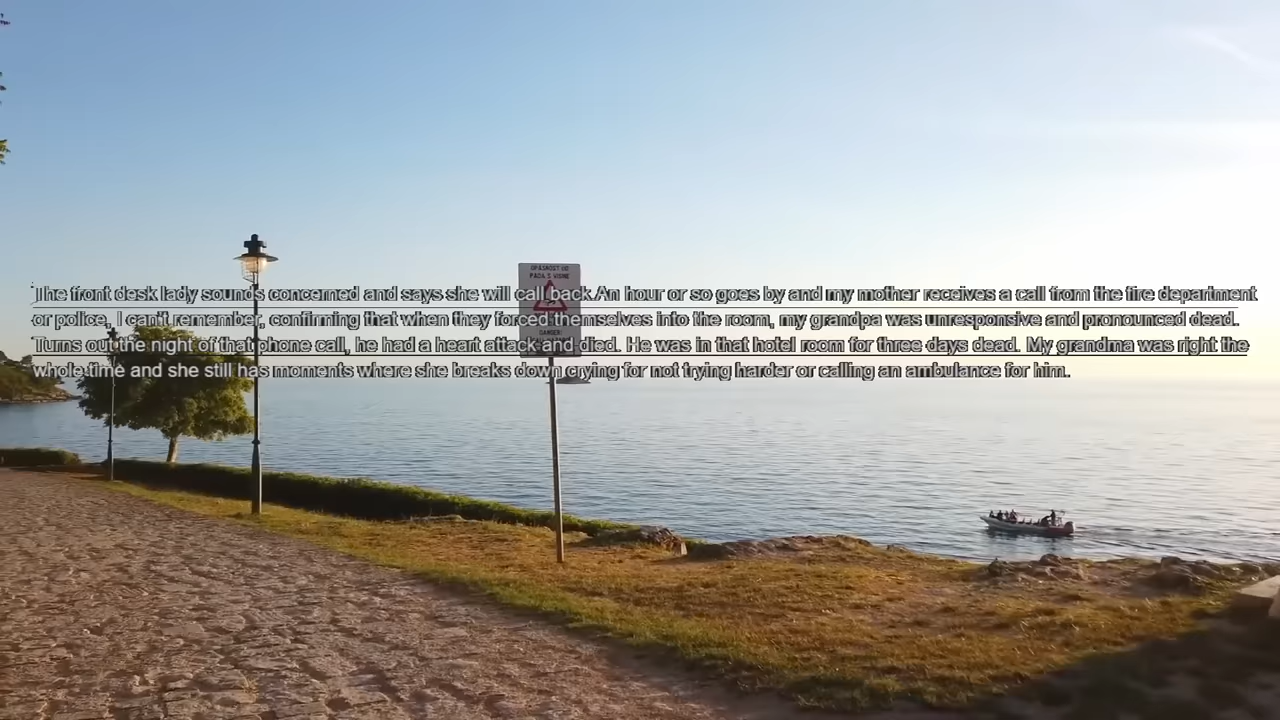 The front desk lady sounds concerned and says she will call back.An hour or so goes by and my mother receives a call from the fire department
or police, I can't remember, confirming that when they forced themselves into the room, my grandpa was unresponsive and pronounced dead.
Turns out the night of that phone call, he had a heart attack and died. He was in that hotel room for three days dead. My grandma was right the
whole time and she still has moments where she breaks down crying for not trying harder or calling an ambulance for him.
OPASNOST OD
PADA S VISINE
DANGER!